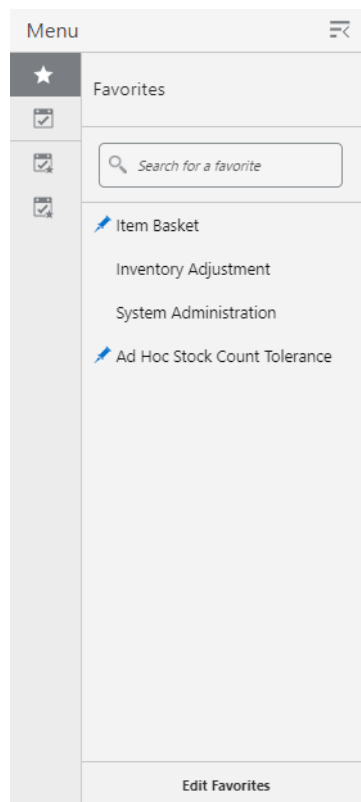 Menu
Favorites
Search for a favorite
Item Basket
Inventory Adjustment
System Administration
Ad Hoc Stock Count Tolerance
Edit Favorites